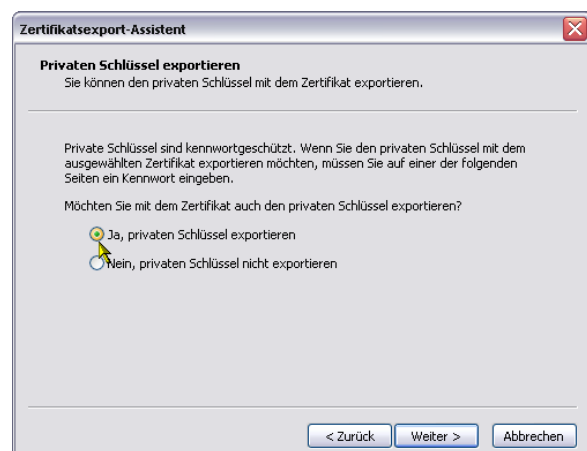 Zertifikatsexport-Assistent
Privaten Schlüssel exportieren
Sie können den privaten Schlüssel mit dem Zertifikat exportieren.
Private Schlüssel sind kennwortgeschützt. Wenn Sie den privaten Schlüssel mit dem
ausgewählten Zertifikat exportieren möchten, müssen Sie auf einer der folgenden
Seiten ein Kennwort eingeben.
Möchten Sie mit dem Zertifikat auch den privaten Schlüssel exportieren?
Ja, privaten Schlüssel exportieren
Nein, privaten Schlüssel nicht exportieren
< Zurück Weiter > Abbrechen